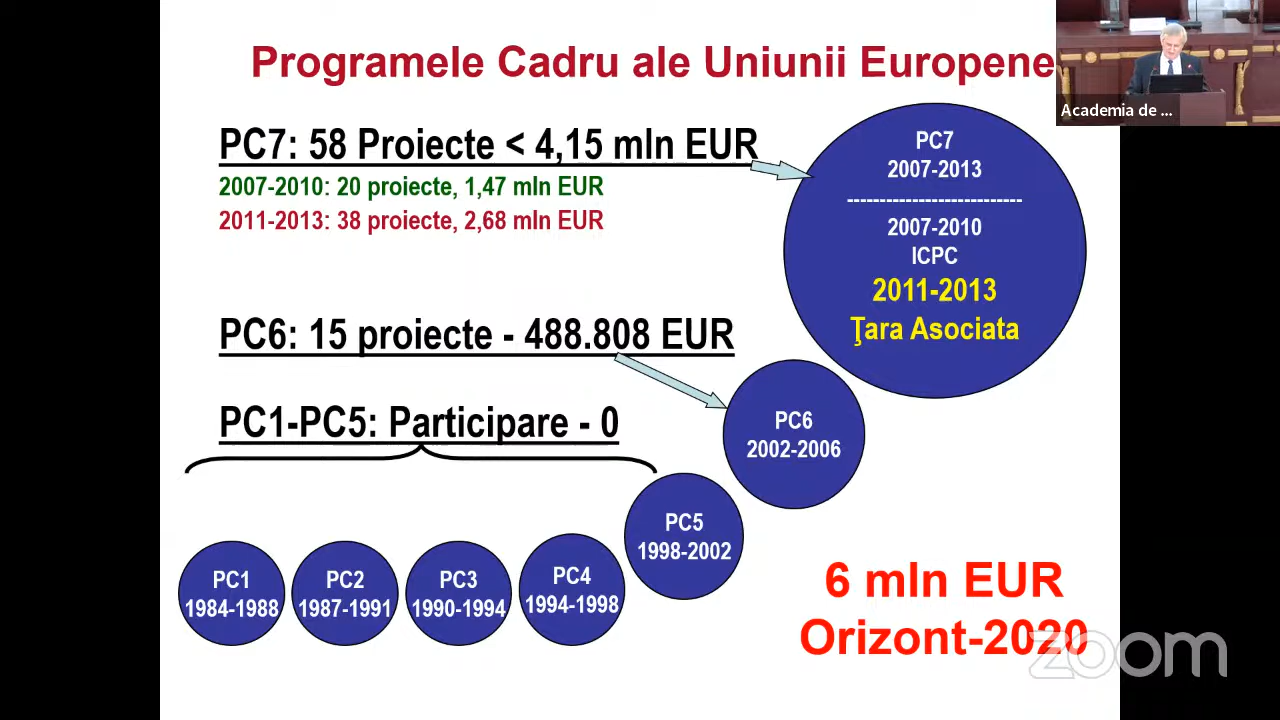 Programele Cadru ale Uniunii Europene
Academia de ...
PC7: 58 Proiecte < 4,15 mln EUR
2007-2010: 20 proiecte, 1,47 mln EUR
2011-2013: 38 proiecte, 2,68 mln EUR
PC7
2007-2013
---------------------------
2007-2010
ICPC
2011-2013
Ţara Asociata
PC6: 15 proiecte - 488.808 EUR
PC6
2002-2006
PC1-PC5: Participare - 0
PC5
1998-2002
PC1
1984-1988
PC2
1987-1991
PC3
1990-1994
PC4
1994-1998
6 mln EUR
Orizont-2020
zoom